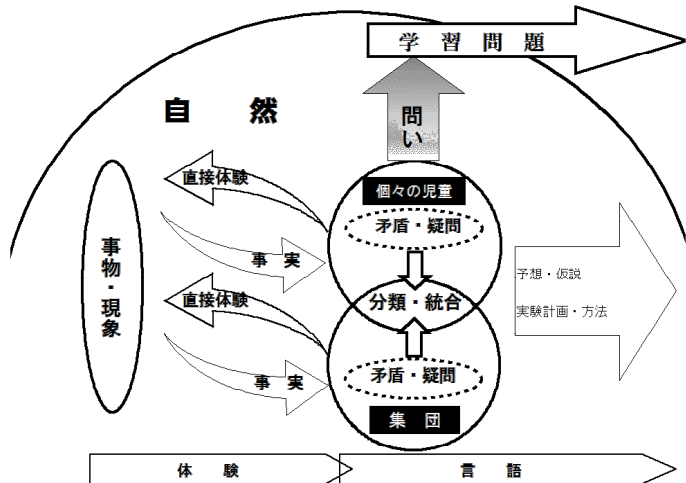 学習問題
自然
問い
直接体験
個々の児童
矛盾・疑問
事実
事物・現象
予想・仮説
分類・統合
直接体験
実験計画・方法
矛盾・疑問
事実
集団
体験
言語